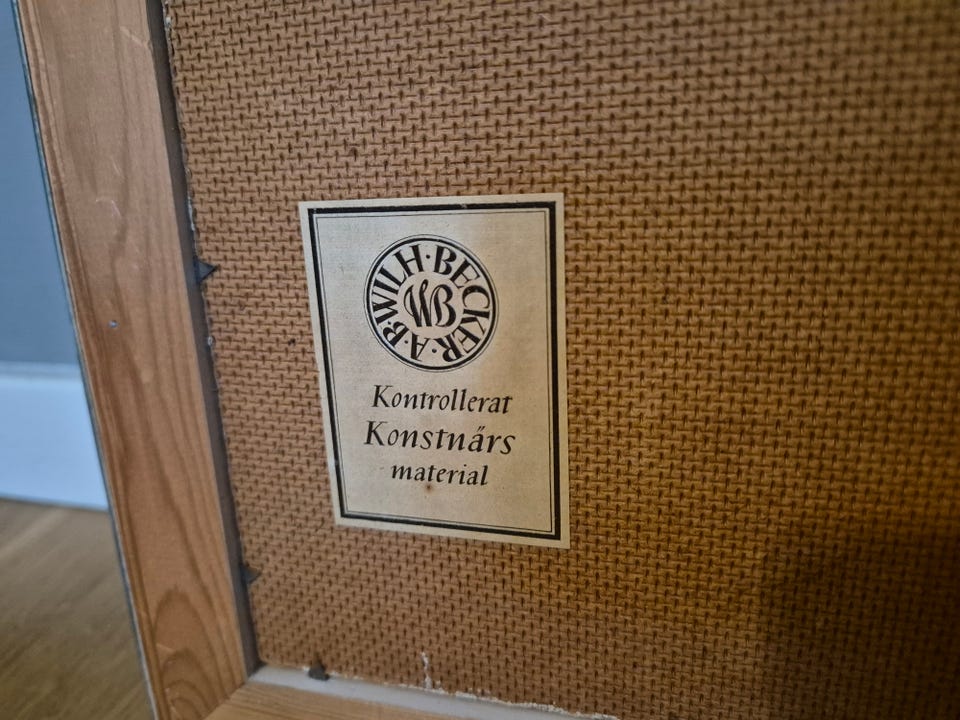 A·B·WILH·BECKER·
WB
Kontrollerat
Konstnärs
material